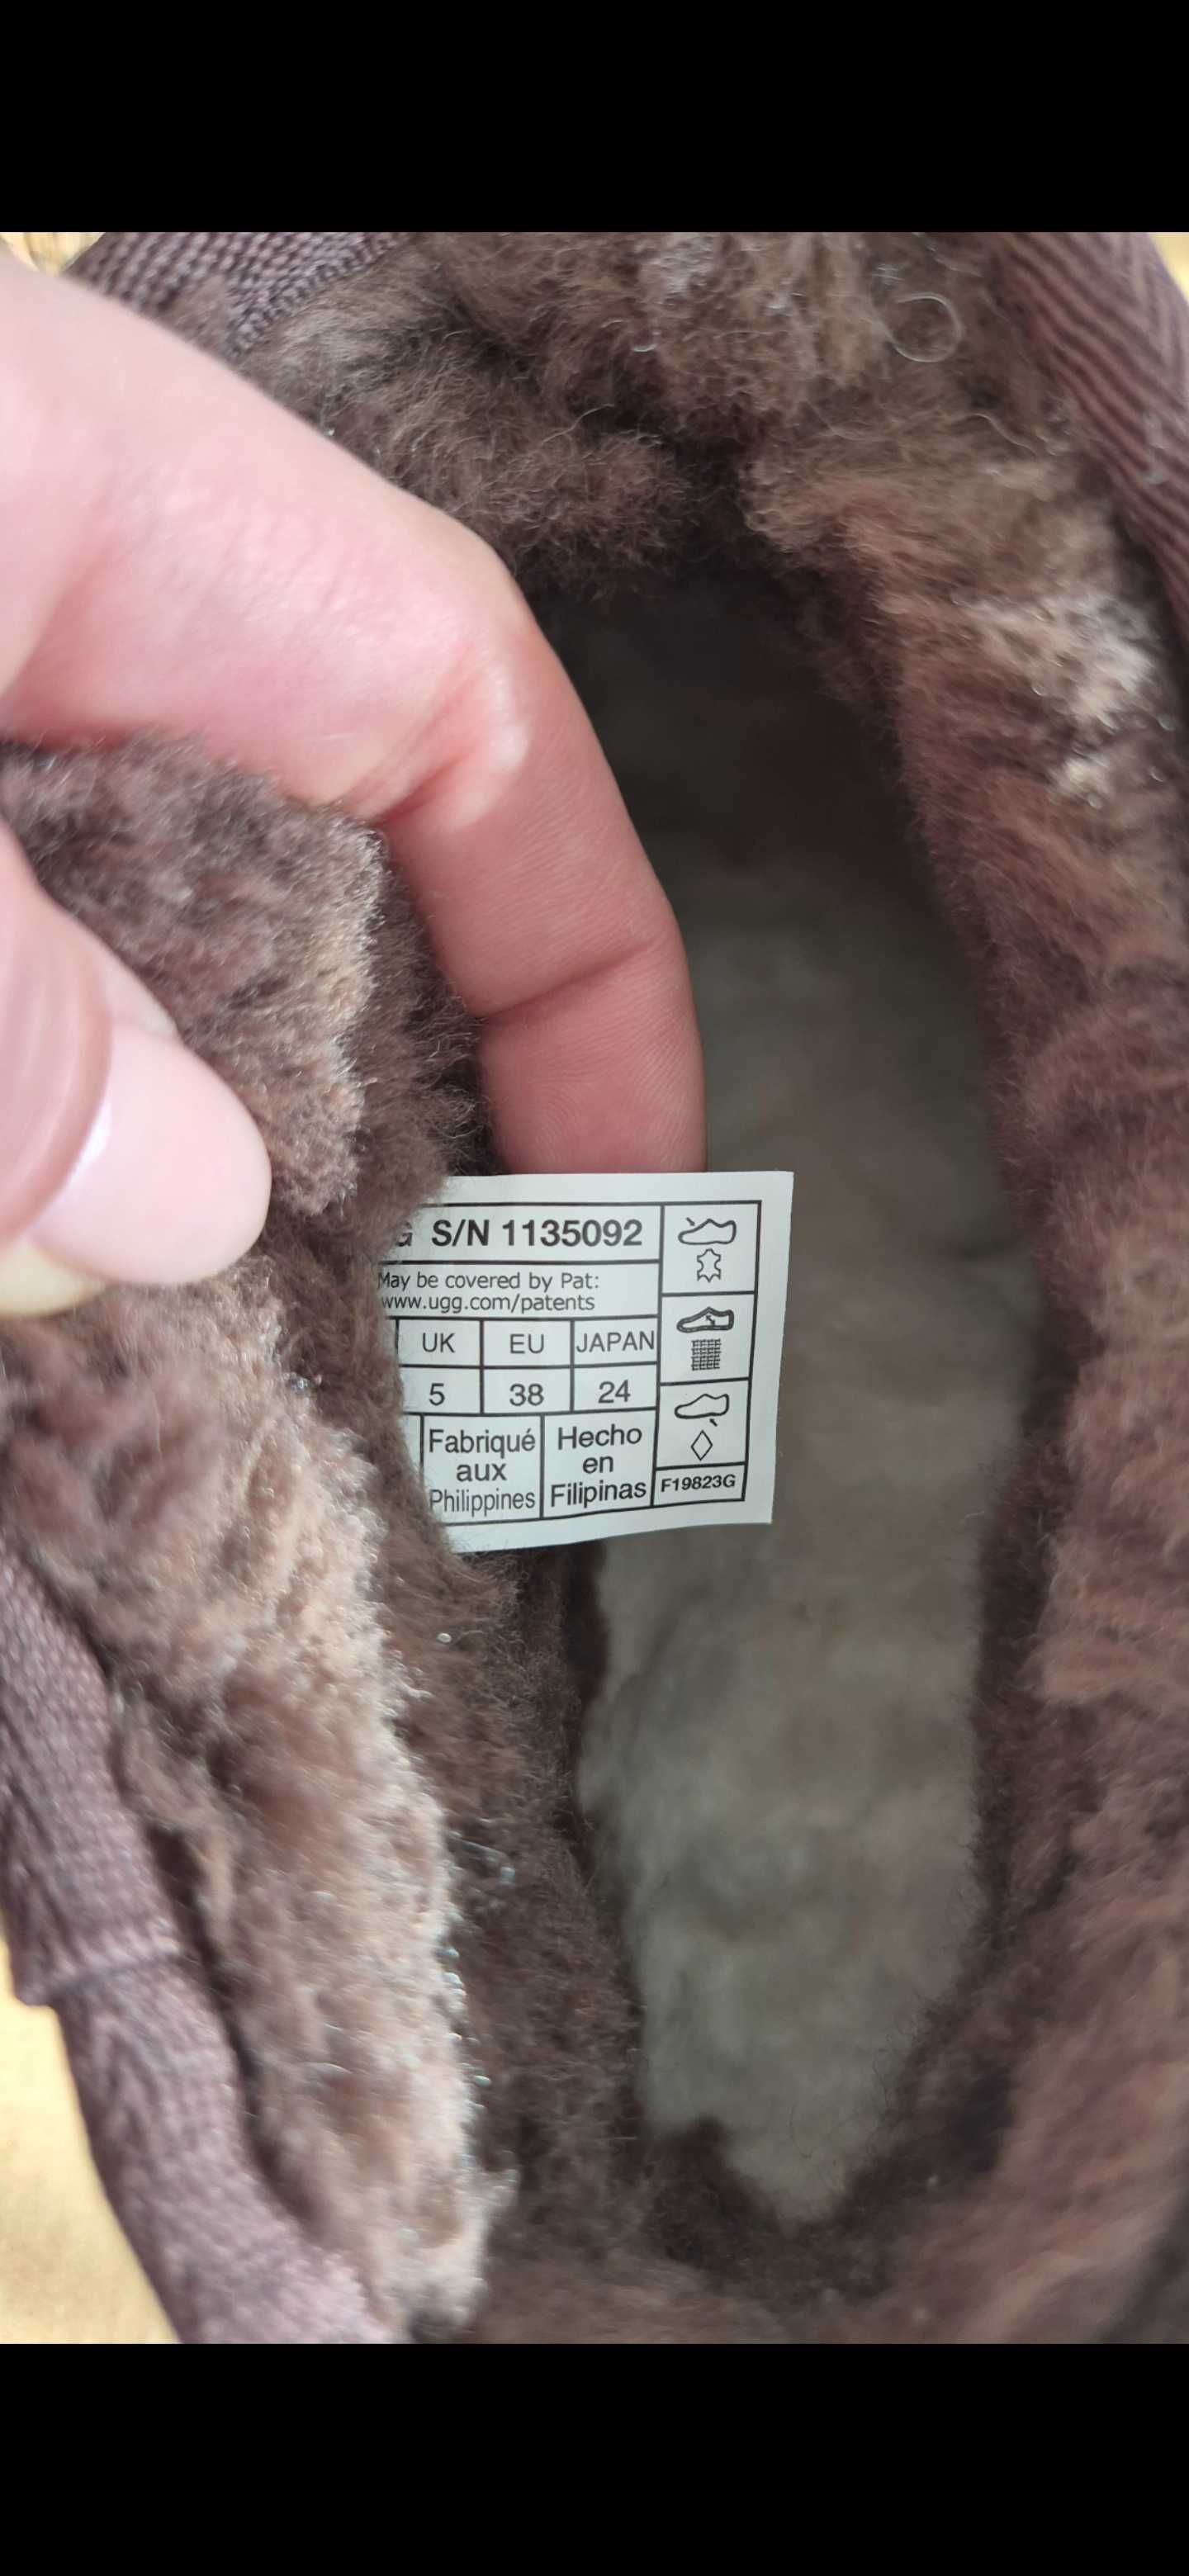 G S/N 1135092
May be covered by Pat:
www.ugg.com/patents
UK EU JAPAN
5 38 24
Fabriqué aux Philippines
Hecho en Filipinas
F19823G